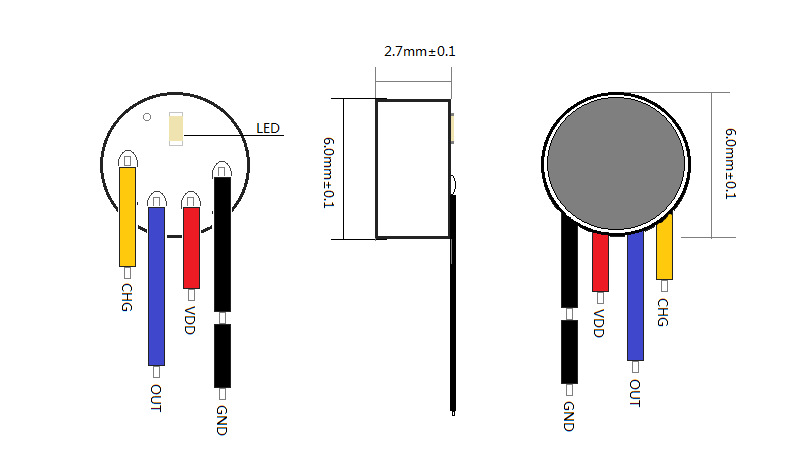 2.7mm±0.1
LED
6.0mm±0.1
6.0mm±0.1
CHG
OUT
VDD
GND
GND
VDD
OUT
CHG